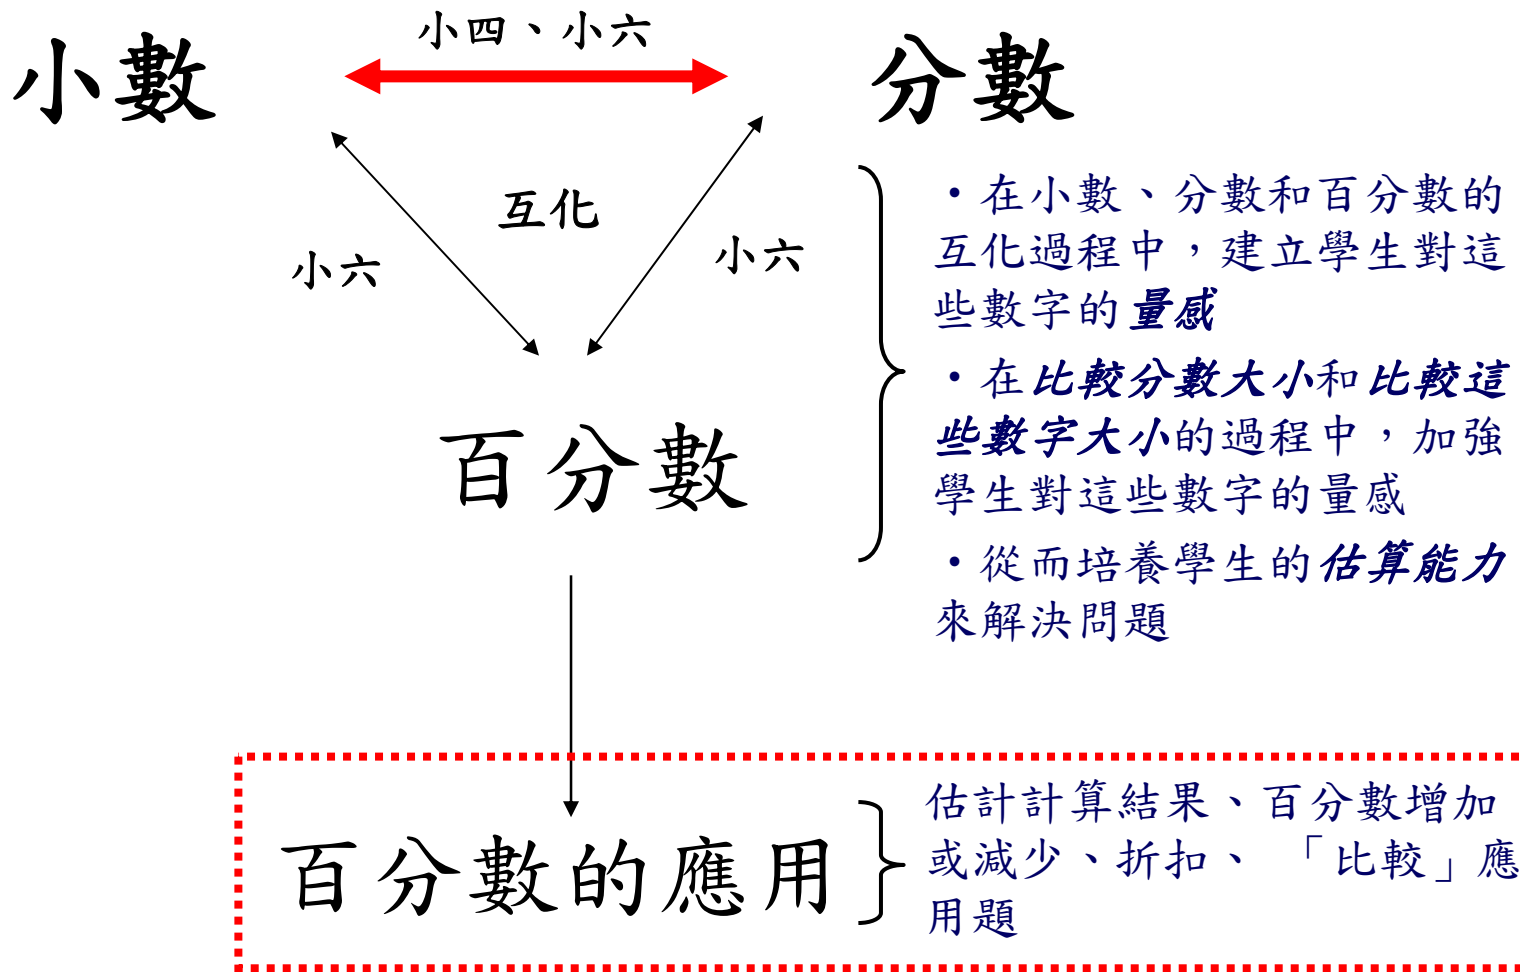 小四、小六
小數
分數
互化
小六
小六
百分數
•在小數、分數和百分數的
互化過程中，建立學生對這
些數字的量感
•在比較分數大小和比較這
些數字大小的過程中，加強
學生對這些數字的量感
•從而培養學生的估算能力
來解決問題
百分數的應用
估計計算結果、百分數增加
或減少、折扣、「比較」應
用題